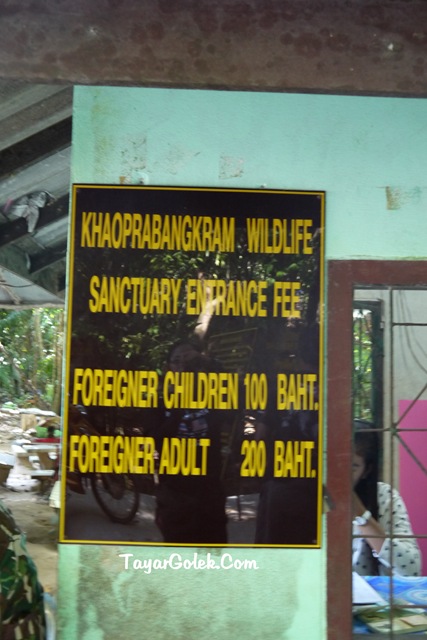 KHAOPRABANGKRAM WILDLIFE
SANCTUARY ENTRANCE FEE
FOREIGNER CHILDREN 100 BAHT.
FOREIGNER ADULT 200 BAHT.
TayarGolek.Com